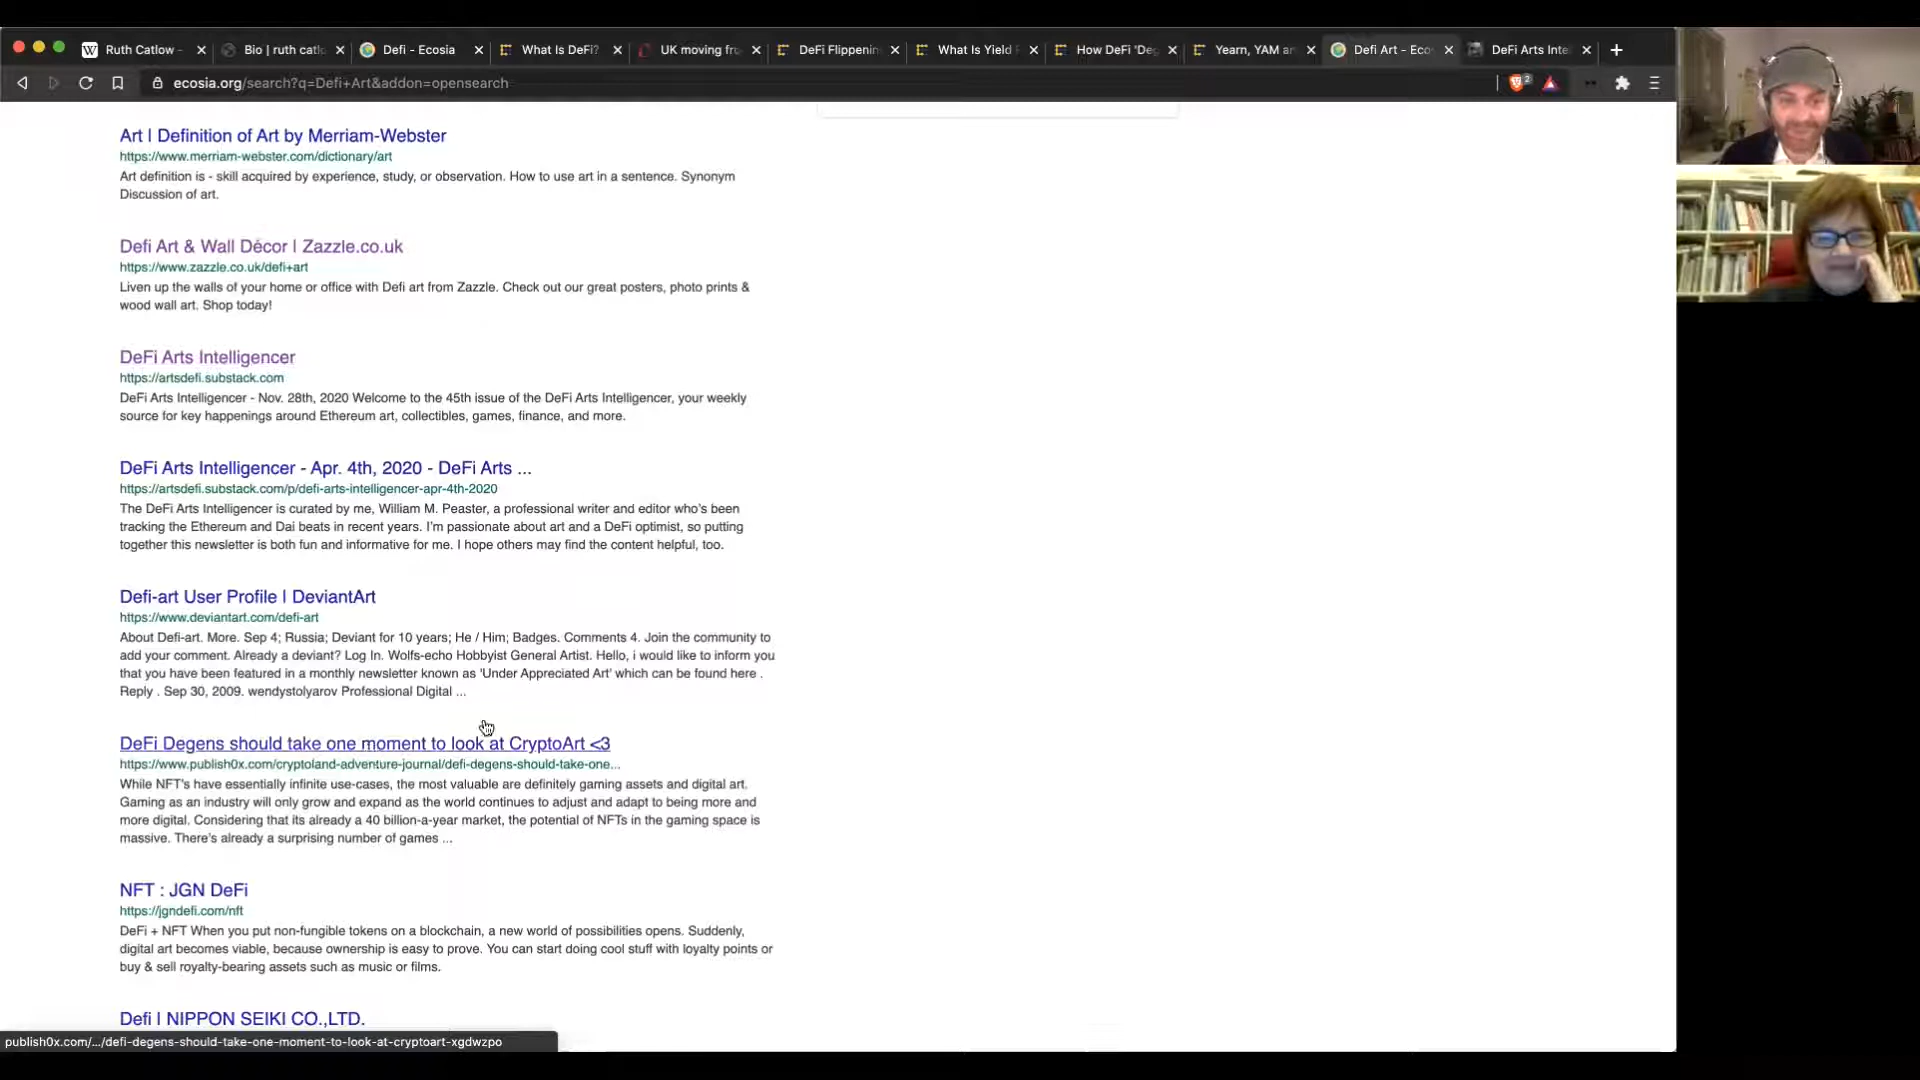 Ruth Catlow -
Bio | ruth catl
Defi - Ecosia
What Is DeFi?
UK moving fro
DeFi Flippenin
What Is Yield
How DeFi 'Deg
Yearn, YAM an
Defi Art - Eco
DeFi Arts Inte
ecosia.org/search?q=Defi+Art&addon=opensearch
2
Art | Definition of Art by Merriam-Webster
https://www.merriam-webster.com/dictionary/art
Art definition is - skill acquired by experience, study, or observation. How to use art in a sentence. Synonym
Discussion of art.
Defi Art & Wall Décor | Zazzle.co.uk
https://www.zazzle.co.uk/defi+art
Liven up the walls of your home or office with Defi art from Zazzle. Check out our great posters, photo prints &
wood wall art. Shop today!
DeFi Arts Intelligencer
https://artsdefi.substack.com
DeFi Arts Intelligencer - Nov. 28th, 2020 Welcome to the 45th issue of the DeFi Arts Intelligencer, your weekly
source for key happenings around Ethereum art, collectibles, games, finance, and more.
DeFi Arts Intelligencer - Apr. 4th, 2020 - DeFi Arts ...
https://artsdefi.substack.com/p/defi-arts-intelligencer-apr-4th-2020
The DeFi Arts Intelligencer is curated by me, William M. Peaster, a professional writer and editor who's been
tracking the Ethereum and Dai beats in recent years. I'm passionate about art and a DeFi optimist, so putting
together this newsletter is both fun and informative for me. I hope others may find the content helpful, too.
Defi-art User Profile | DeviantArt
https://www.deviantart.com/defi-art
About Defi-art. More. Sep 4; Russia; Deviant for 10 years; He / Him; Badges. Comments 4. Join the community to
add your comment. Already a deviant? Log In. Wolfs-echo Hobbyist General Artist. Hello, i would like to inform you
that you have been featured in a monthly newsletter known as 'Under Appreciated Art' which can be found here .
Reply . Sep 30, 2009. wendystolyarov Professional Digital ...
DeFi Degens should take one moment to look at CryptoArt <3
https://www.publish0x.com/cryptoland-adventure-journal/defi-degens-should-take-one...
While NFT's have essentially infinite use-cases, the most valuable are definitely gaming assets and digital art.
Gaming as an industry will only grow and expand as the world continues to adjust and adapt to being more and
more digital. Considering that its already a 40 billion-a-year market, the potential of NFTs in the gaming space is
massive. There's already a surprising number of games ...
NFT : JGN DeFi
https://jgndefi.com/nft
DeFi + NFT When you put non-fungible tokens on a blockchain, a new world of possibilities opens. Suddenly,
digital art becomes viable, because ownership is easy to prove. You can start doing cool stuff with loyalty points or
buy & sell royalty-bearing assets such as music or films.
Defi | NIPPON SEIKI CO.,LTD.
publish0x.com/.../defi-degens-should-take-one-moment-to-look-at-cryptoart-xgdwzpo